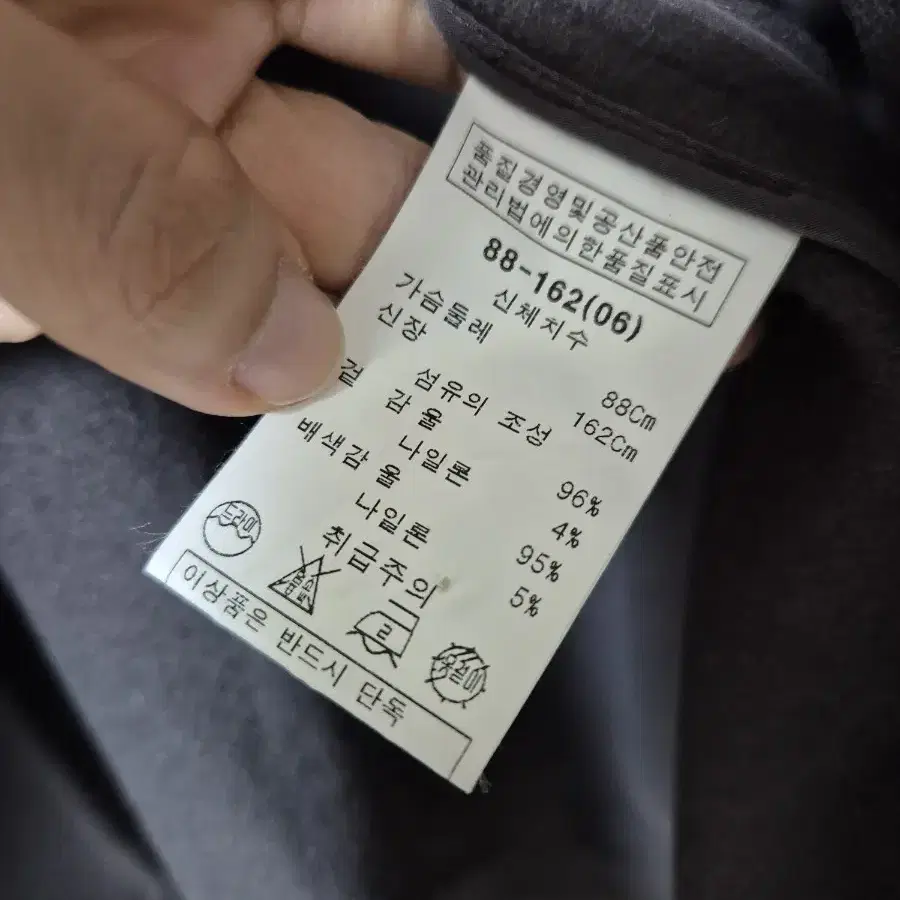 품질경영및공산품안전
관리법에의한품질표시
88-162(06)
신체치수
가슴둘레 88Cm
신장 162Cm
섬유의 조성
겉감 울 96%
나일론 4%
배색감 울 95%
나일론 5%
취급주의
드라이
이상품은 반드시 단독